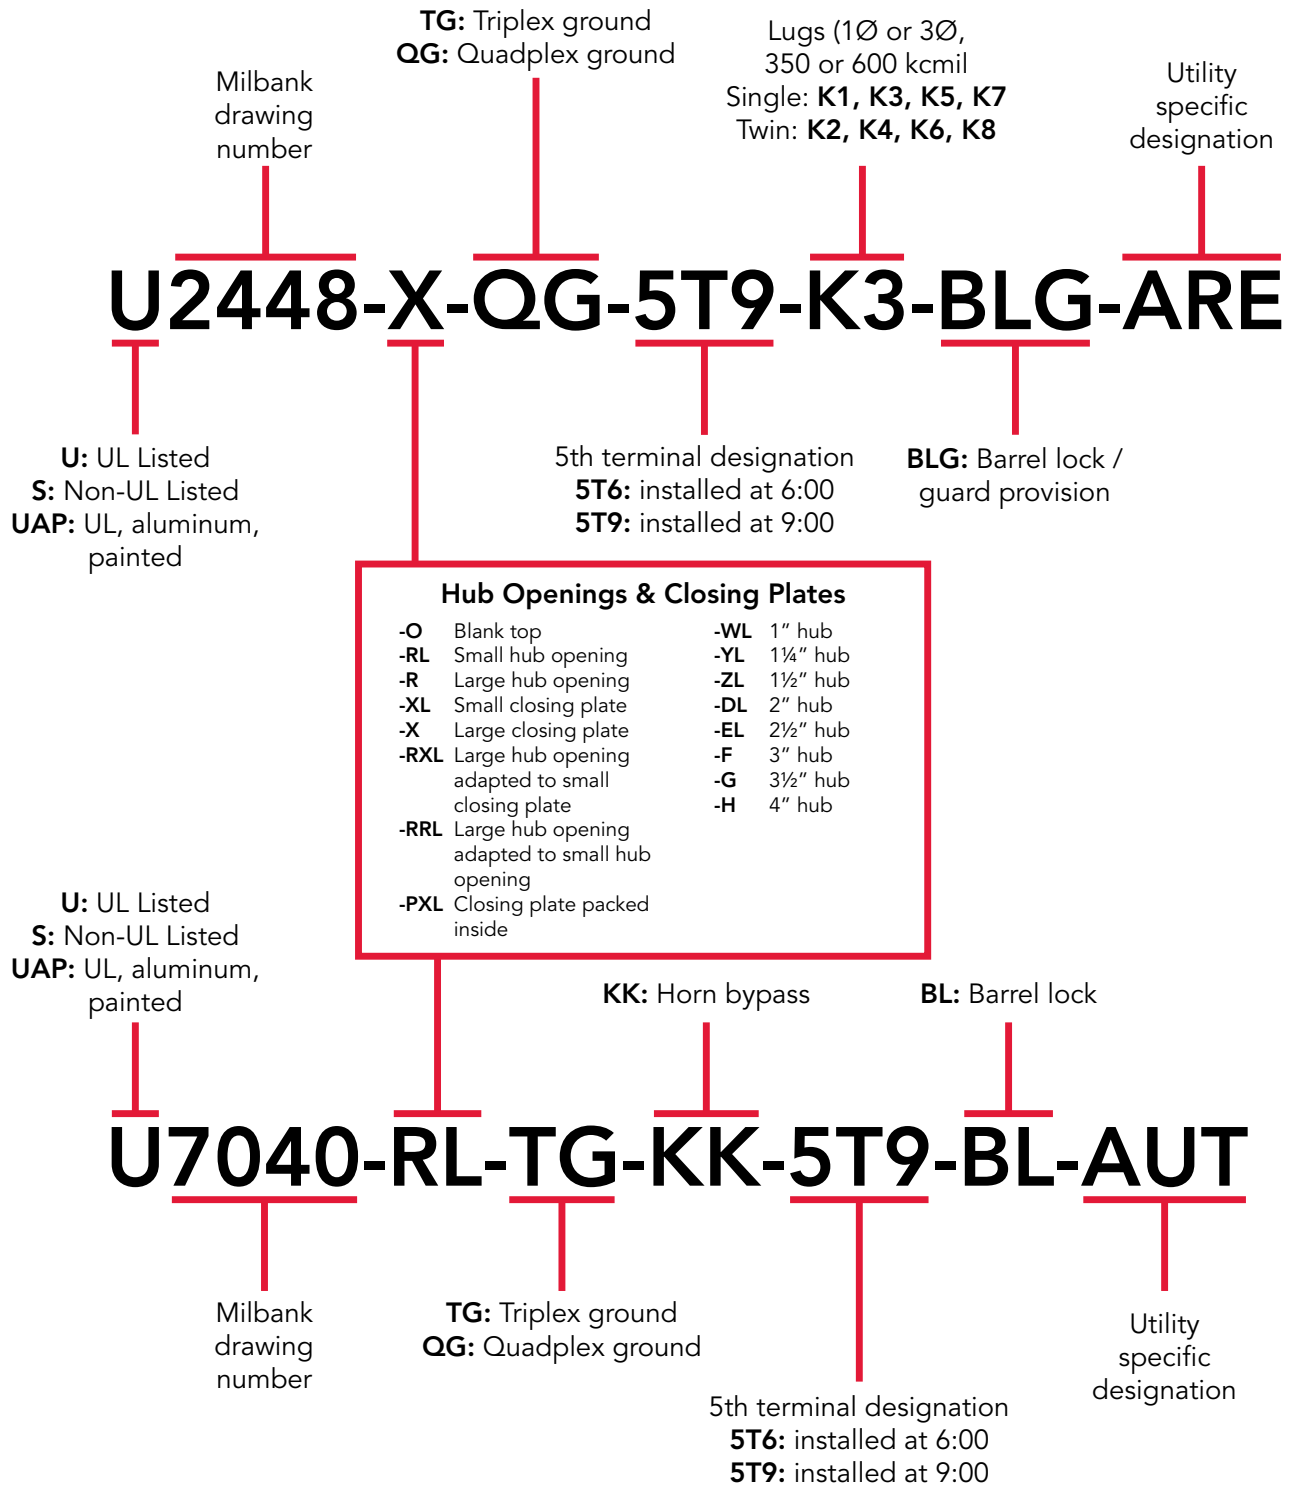 TG: Triplex ground
QG: Quadplex ground
Lugs (1Ø or 3Ø,
350 or 600 kcmil
Single: K1, K3, K5, K7
Twin: K2, K4, K6, K8
Milbank
drawing
number
Utility
specific
designation
U2448-X-QG-5T9-K3-BLG-ARE
U: UL Listed
S: Non-UL Listed
UAP: UL, aluminum,
painted
5th terminal designation
5T6: installed at 6:00
5T9: installed at 9:00
BLG: Barrel lock /
guard provision
Hub Openings & Closing Plates
-O Blank top
-RL Small hub opening
-R Large hub opening
-XL Small closing plate
-X Large closing plate
-RXL Large hub opening
adapted to small
closing plate
-RRL Large hub opening
adapted to small hub
opening
-PXL Closing plate packed
inside
-WL 1” hub
-YL 1¼” hub
-ZL 1½” hub
-DL 2” hub
-EL 2½” hub
-F 3” hub
-G 3½” hub
-H 4” hub
U: UL Listed
S: Non-UL Listed
UAP: UL, aluminum,
painted
KK: Horn bypass
BL: Barrel lock
U7040-RL-TG-KK-5T9-BL-AUT
Milbank
drawing
number
TG: Triplex ground
QG: Quadplex ground
5th terminal designation
5T6: installed at 6:00
5T9: installed at 9:00
Utility
specific
designation